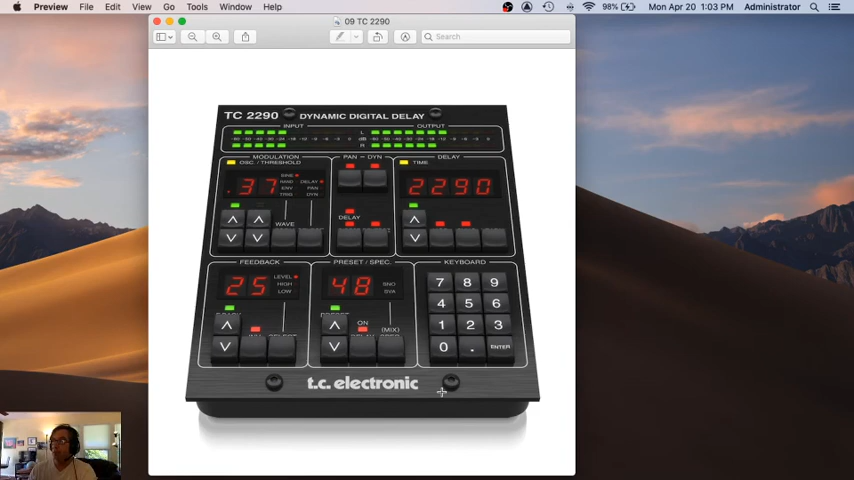 Preview File Edit View Go Tools Window Help 98% Mon Apr 20 1:03 PM Administrator
09 TC 2290
Search
TC 2290 DYNAMIC DIGITAL DELAY
INPUT OUTPUT
L
dB
R
MODULATION PAN DYN DELAY
OSC / THRESHOLD TIME
SINE
RAND
ENV
TRIG
DELAY
PAN
DYN
.37 2290
DELAY
WAVE
FEEDBACK PRESET / SPEC. KEYBOARD
25 48
LEVEL
HIGH
LOW
7 8 9
4 5 6
ON (MIX)
1 2 3
0 . ENTER
t.c. electronic